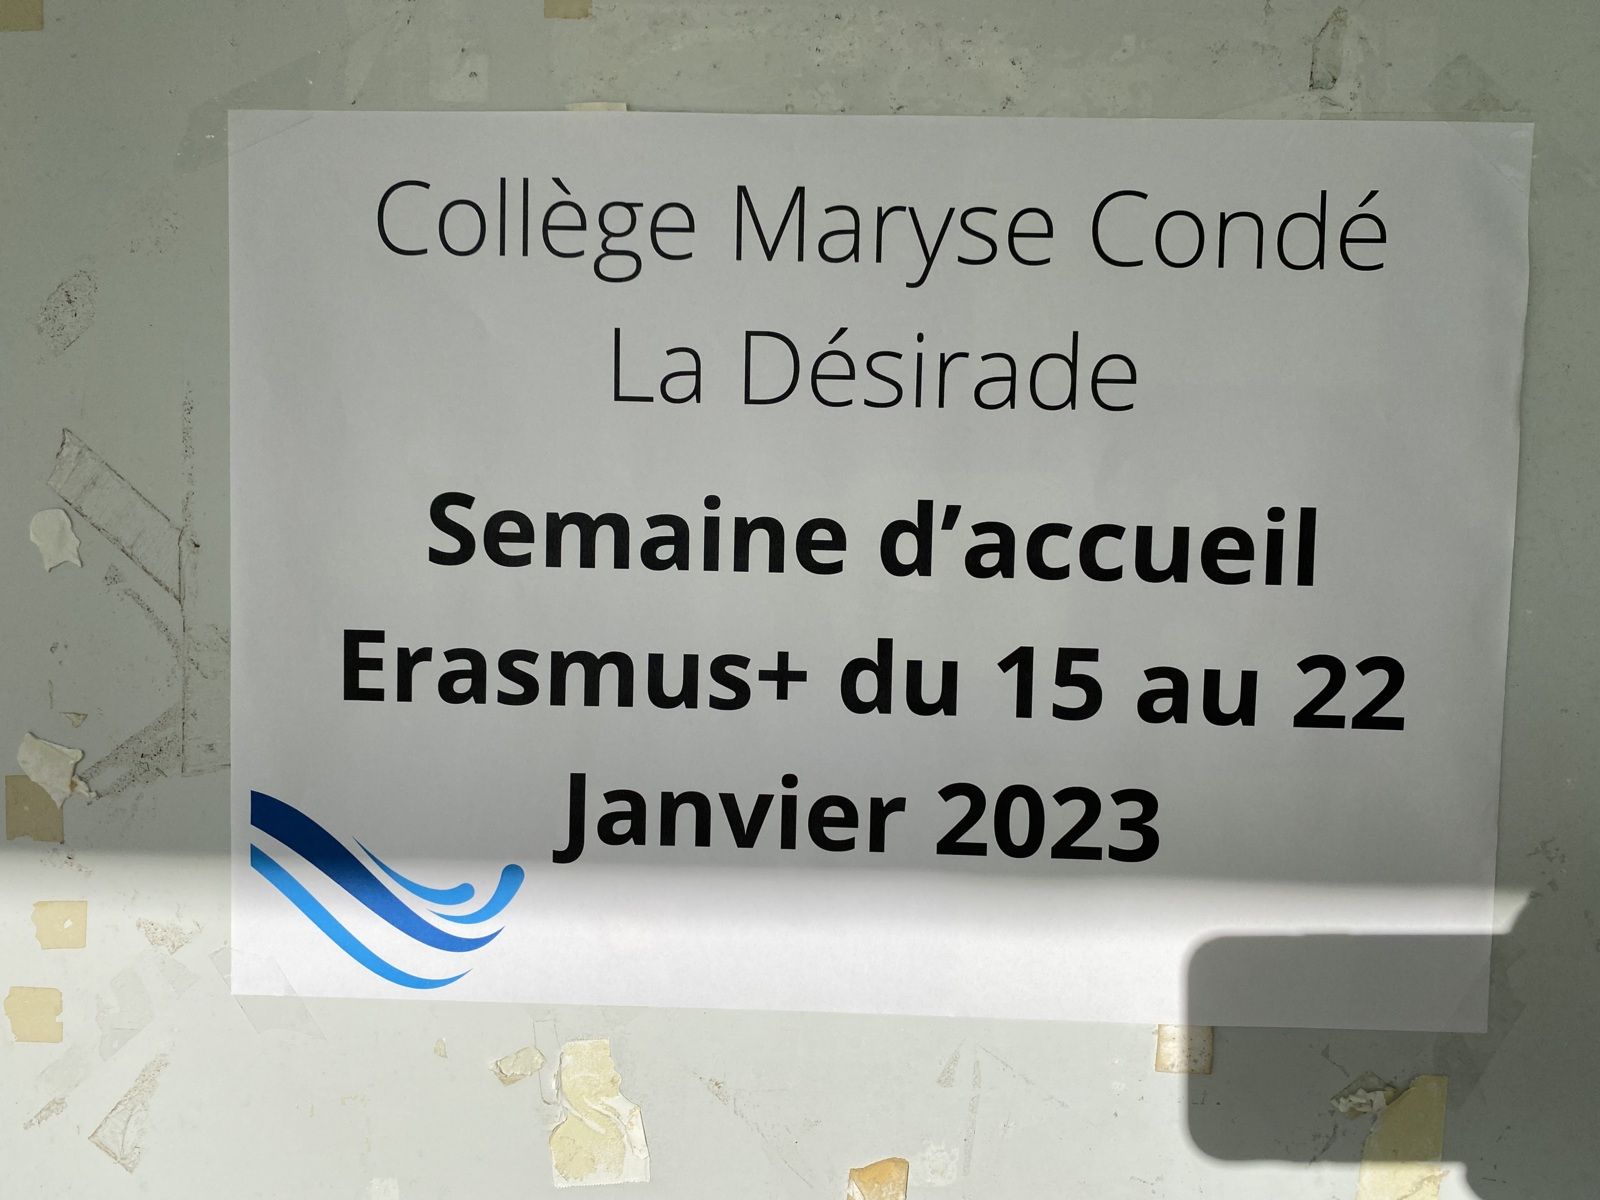 Collège Maryse Condé
La Désirade
Semaine d’accueil
Erasmus+ du 15 au 22
Janvier 2023